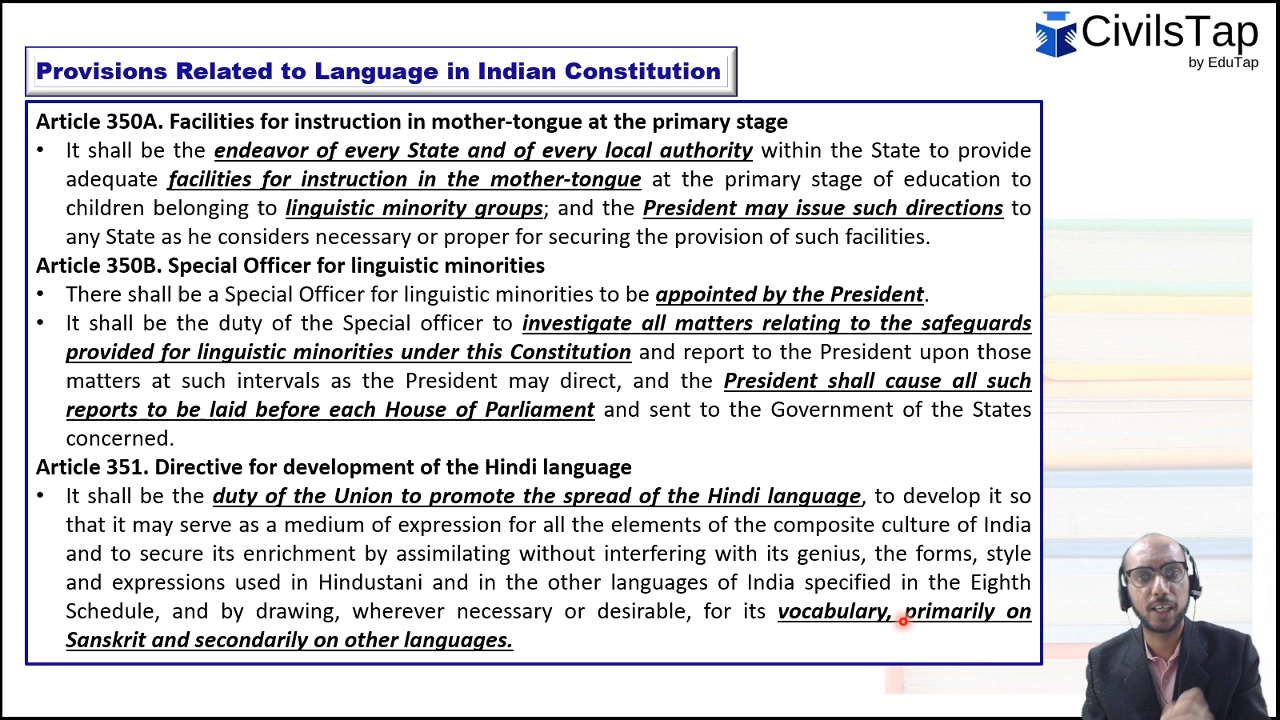 CivilsTap
by EduTap
Provisions Related to Language in Indian Constitution
Article 350A. Facilities for instruction in mother-tongue at the primary stage
• It shall be the endeavor of every State and of every local authority within the State to provide
adequate facilities for instruction in the mother-tongue at the primary stage of education to
children belonging to linguistic minority groups; and the President may issue such directions to
any State as he considers necessary or proper for securing the provision of such facilities.
Article 350B. Special Officer for linguistic minorities
• There shall be a Special Officer for linguistic minorities to be appointed by the President.
• It shall be the duty of the Special officer to investigate all matters relating to the safeguards
provided for linguistic minorities under this Constitution and report to the President upon those
matters at such intervals as the President may direct, and the President shall cause all such
reports to be laid before each House of Parliament and sent to the Government of the States
concerned.
Article 351. Directive for development of the Hindi language
• It shall be the duty of the Union to promote the spread of the Hindi language, to develop it so
that it may serve as a medium of expression for all the elements of the composite culture of India
and to secure its enrichment by assimilating without interfering with its genius, the forms, style
and expressions used in Hindustani and in the other languages of India specified in the Eighth
Schedule, and by drawing, wherever necessary or desirable, for its vocabulary, primarily on
Sanskrit and secondarily on other languages.